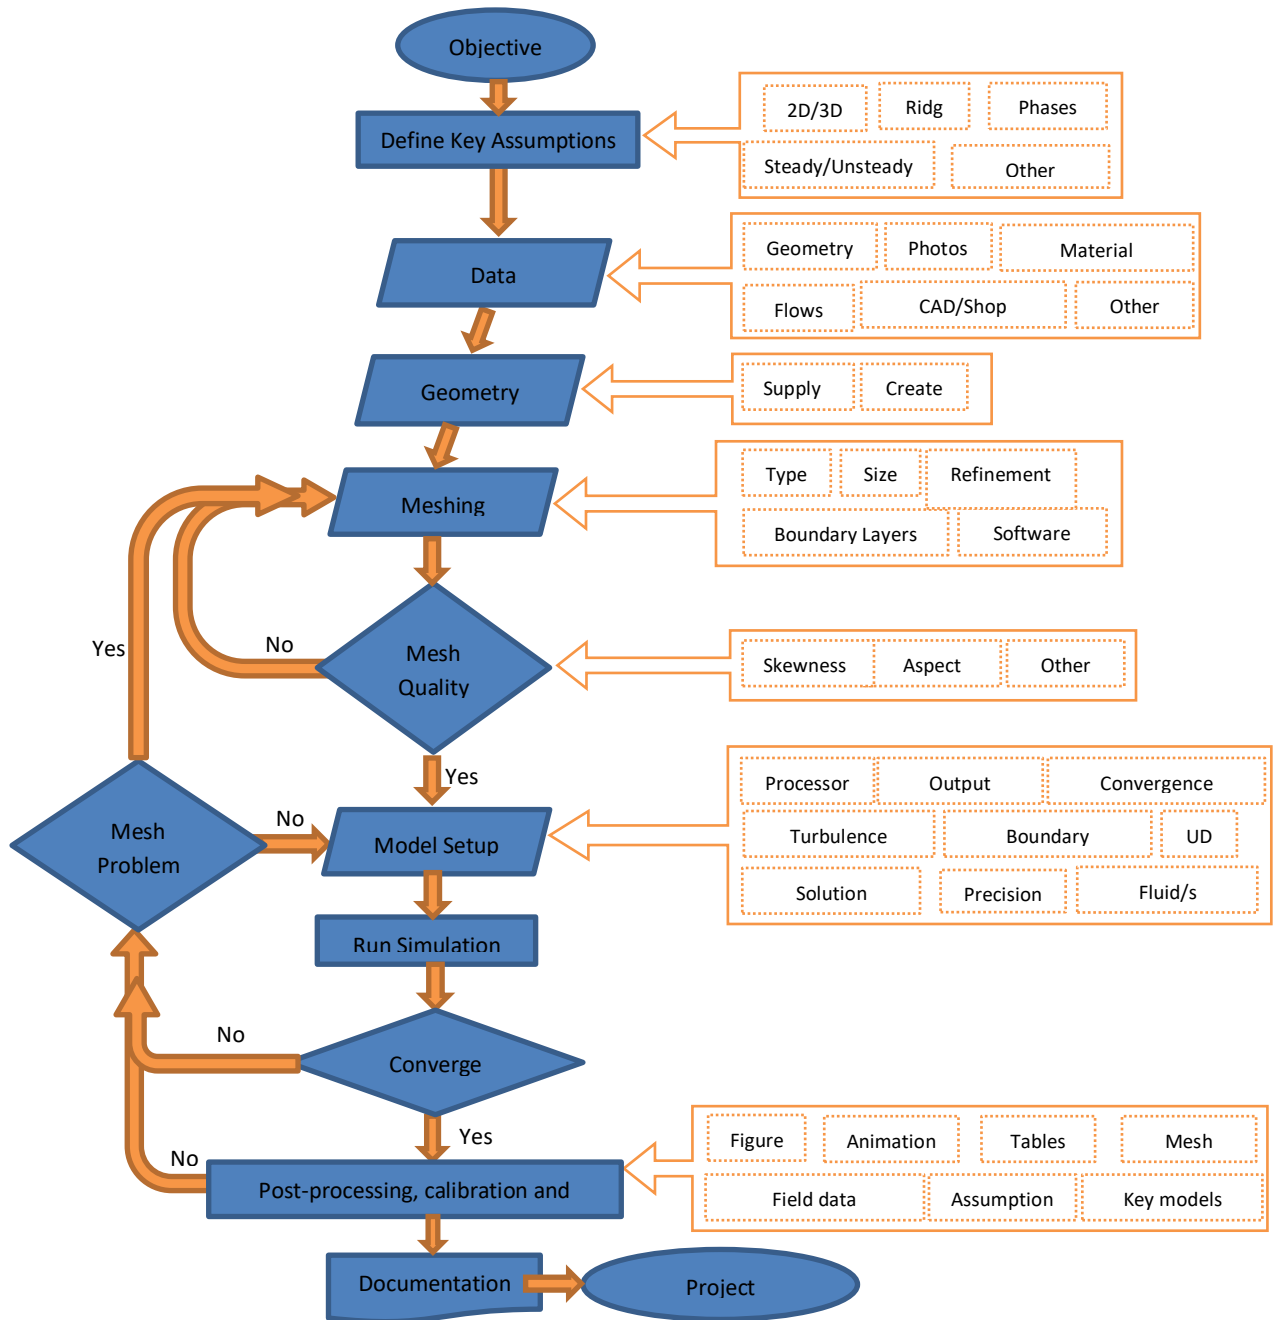 Objective
Define Key Assumptions
2D/3D
Ridg
Phases
Steady/Unsteady
Other
Data
Geometry
Photos
Material
Flows
CAD/Shop
Other
Geometry
Supply
Create
Meshing
Type
Size
Refinement
Boundary Layers
Software
Yes
No
Mesh
Quality
Skewness
Aspect
Other
Yes
Mesh
Problem
No
Model Setup
Processor
Output
Convergence
Turbulence
Boundary
UD
Solution
Precision
Fluid/s
Run Simulation
No
Converge
Yes
No
Post-processing, calibration and
Figure
Animation
Tables
Mesh
Field data
Assumption
Key models
Documentation
Project